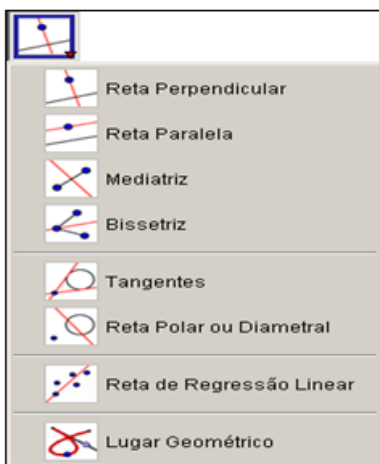 Reta Perpendicular
Reta Paralela
Mediatriz
Bissetriz
Tangentes
Reta Polar ou Diametral
Reta de Regressão Linear
Lugar Geométrico